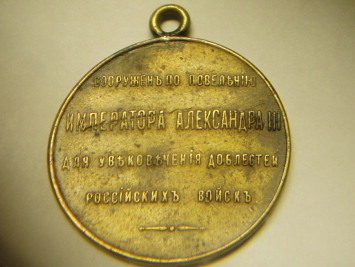 СООРУЖЕНЪ ПО ПОВЕЛѢНІЮ
ИМПЕРАТОРА АЛЕКСАНДРА III
ДЛЯ УВѢКОВѢЧЕНІЯ ДОБЛЕСТЕЙ
РОССІЙСКИХЪ ВОЙСКЪ